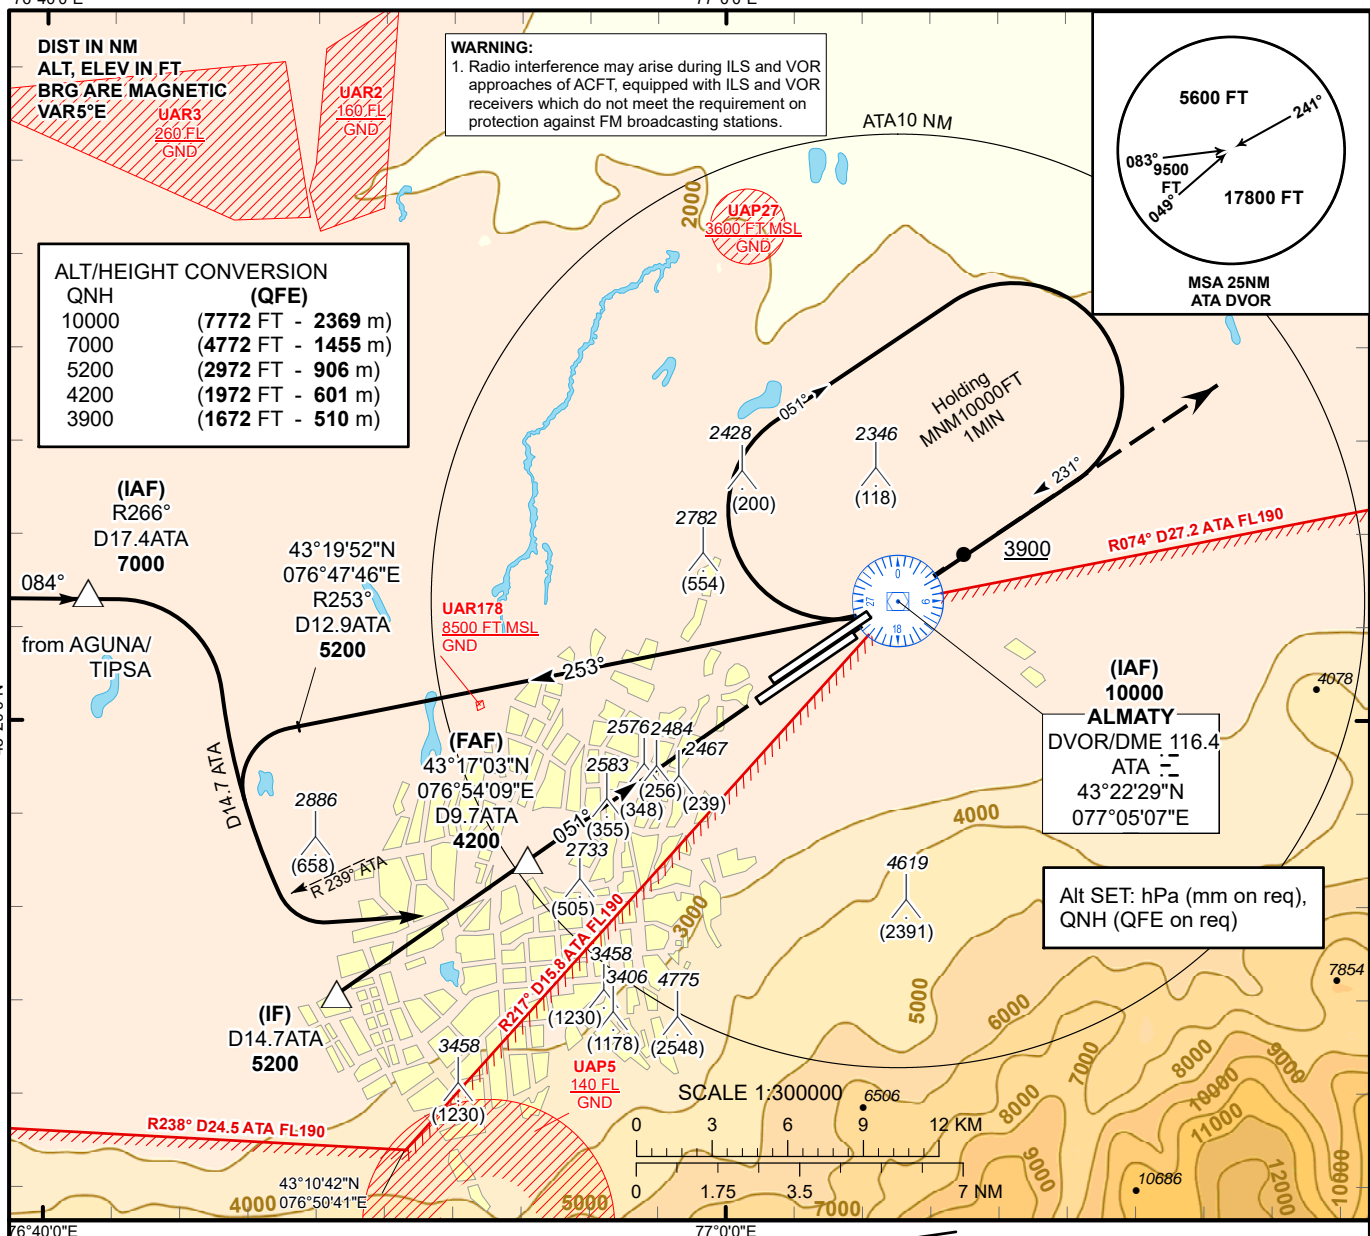 76°40'0"E
77°0'0"E
DIST IN NM
ALT, ELEV IN FT
BRG ARE MAGNETIC
VAR5°E
UAR3
260 FL
GND
UAR2
160 FL
GND
WARNING:
1. Radio interference may arise during ILS and VOR
approaches of ACFT, equipped with ILS and VOR
receivers which do not meet the requirement on
protection against FM broadcasting stations.
ATA10 NM
5600 FT
241°
083°
9500
FT
049°
17800 FT
MSA 25NM
ATA DVOR
2000
UAP27
3600 FT MSL
GND
ALT/HEIGHT CONVERSION
QNH (QFE)
10000 (7772 FT - 2369 m)
7000 (4772 FT - 1455 m)
5200 (2972 FT - 906 m)
4200 (1972 FT - 601 m)
3900 (1672 FT - 510 m)
051°
Holding
MNM10000FT
1MIN
231°
2428
(200)
2346
(118)
2782
(554)
3900
R074° D27.2 ATA FL190
(IAF)
R266°
D17.4ATA
7000
084°
from AGUNA/
TIPSA
43°19'52"N
076°47'46"E
R253°
D12.9ATA
5200
UAR178
8500 FT MSL
GND
253°
0
9
18
27
(IAF)
10000
ALMATY
DVOR/DME 116.4
ATA
43°22'29"N
077°05'07"E
4078
D14.7 ATA
(FAF)
43°17'03"N
076°54'09"E
D9.7ATA
4200
051°
2576
2484
2467
2583
(256)
(239)
(348)
(355)
2733
(505)
2886
(658)
R 239° ATA
4000
4619
(2391)
Alt SET: hPa (mm on req),
QNH (QFE on req)
3000
R217° D15.8 ATA FL190
3458
3406
4775
(1230)
(1178)
(2548)
7854
5000
6000
7000
8000
9000
10000
11000
8000
9000
12000
10000
(IF)
D14.7ATA
5200
3458
(1230)
UAP5
140 FL
GND
SCALE 1:300000
6506
0 3 6 9 12 KM
0 1.75 3.5 7 NM
R238° D24.5 ATA FL190
43°10'42"N
076°50'41"E
4000
5000
7000
10686
76°40'0"E
77°0'0"E